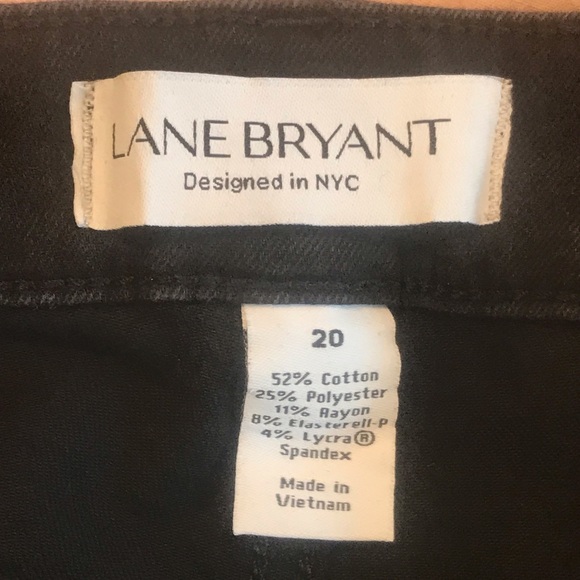 LANE BRYANT
Designed in NYC
20
52% Cotton
25% Polyester
11% Rayon
8% Elasterell-P
4% Lycra®
Spandex
Made in
Vietnam